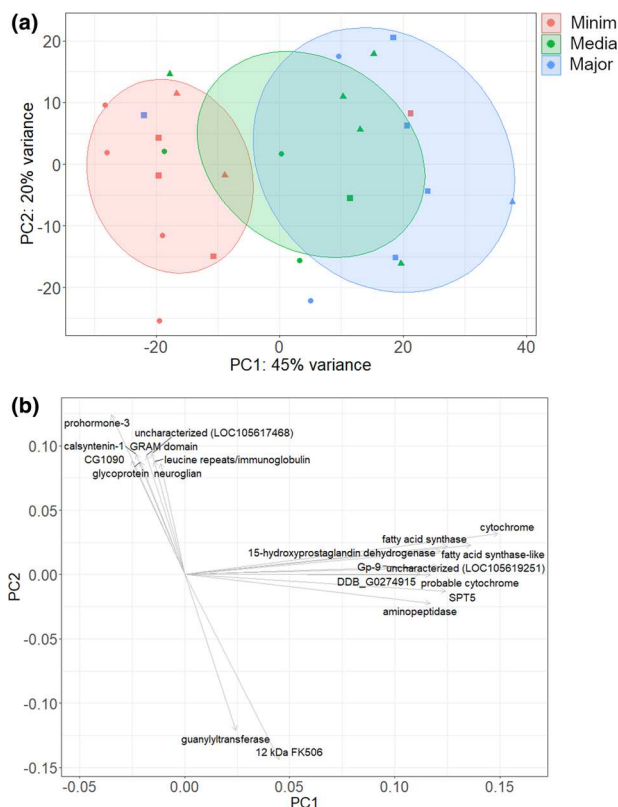 (a)
Minim
Media
Major
PC2: 20% variance
20
10
0
-10
-20
-20
0
20
40
PC1: 45% variance
(b)
prohormone-3
uncharacterized (LOC105617468)
calsyntenin-1 GRAM domain
CG1090
leucine repeats/immunoglobulin
glycoprotein neuroglian
cytochrome
fatty acid synthase
15-hydroxyprostaglandin dehydrogenase
fatty acid synthase-like
Gp-9
uncharacterized (LOC105619251)
DDB_G0274915
probable cytochrome
SPT5
aminopeptidase
guanylyltransferase
12 kDa FK506
PC2
0.10
0.05
0.00
-0.05
-0.10
-0.15
-0.05
0.00
0.05
0.10
0.15
PC1